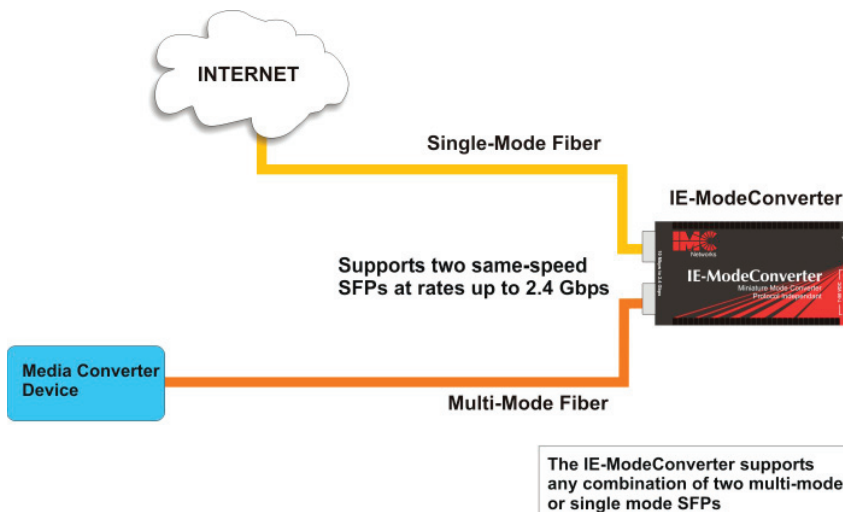 INTERNET
Single-Mode Fiber
IE-ModeConverter
IMC
Networks
IE-ModeConverter
Miniature Mode Converter
Protocol Independent
Supports two same-speed
SFPs at rates up to 2.4 Gbps
Media Converter
Device
Multi-Mode Fiber
The IE-ModeConverter supports
any combination of two multi-mode
or single mode SFPs